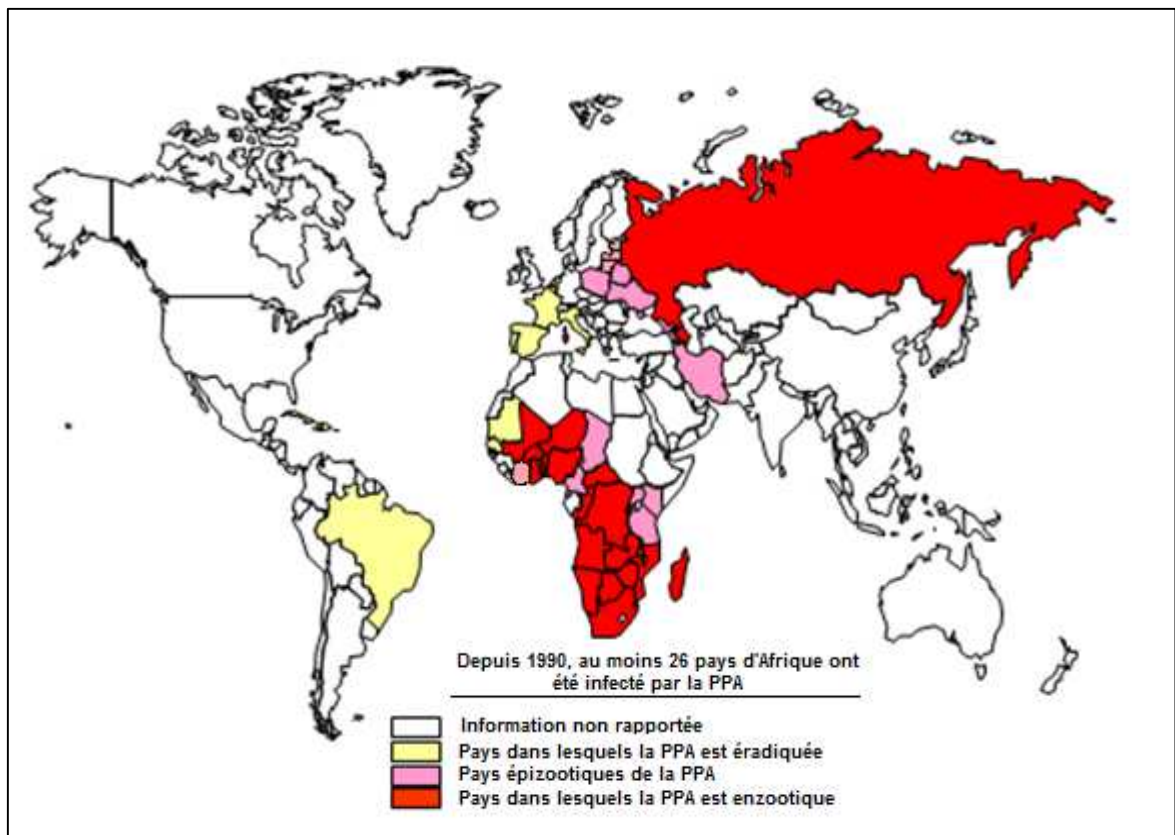 Depuis 1990, au moins 26 pays d'Afrique ont
été infecté par la PPA
Information non rapportée
Pays dans lesquels la PPA est éradiquée
Pays épizootiques de la PPA
Pays dans lesquels la PPA est enzootique